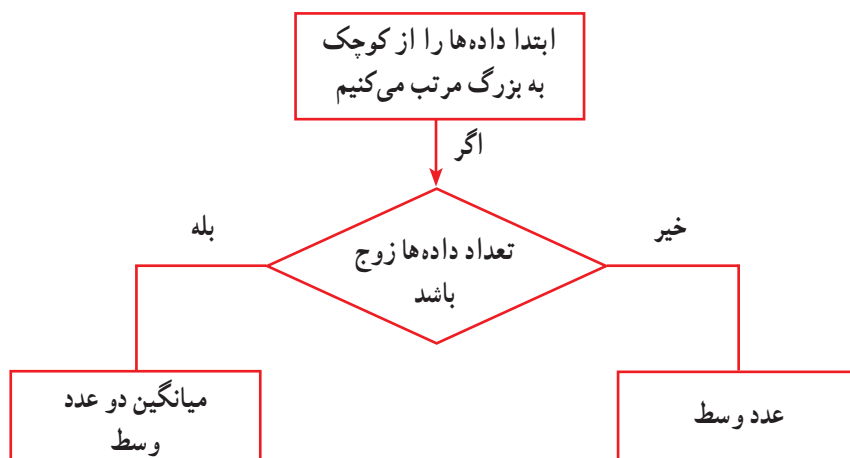 ابتدا داده‌ها را از کوچک
به بزرگ مرتب می‌کنیم
اگر
خیر
بله
تعداد داده‌ها زوج
باشد
عدد وسط
میانگین دو عدد
وسط